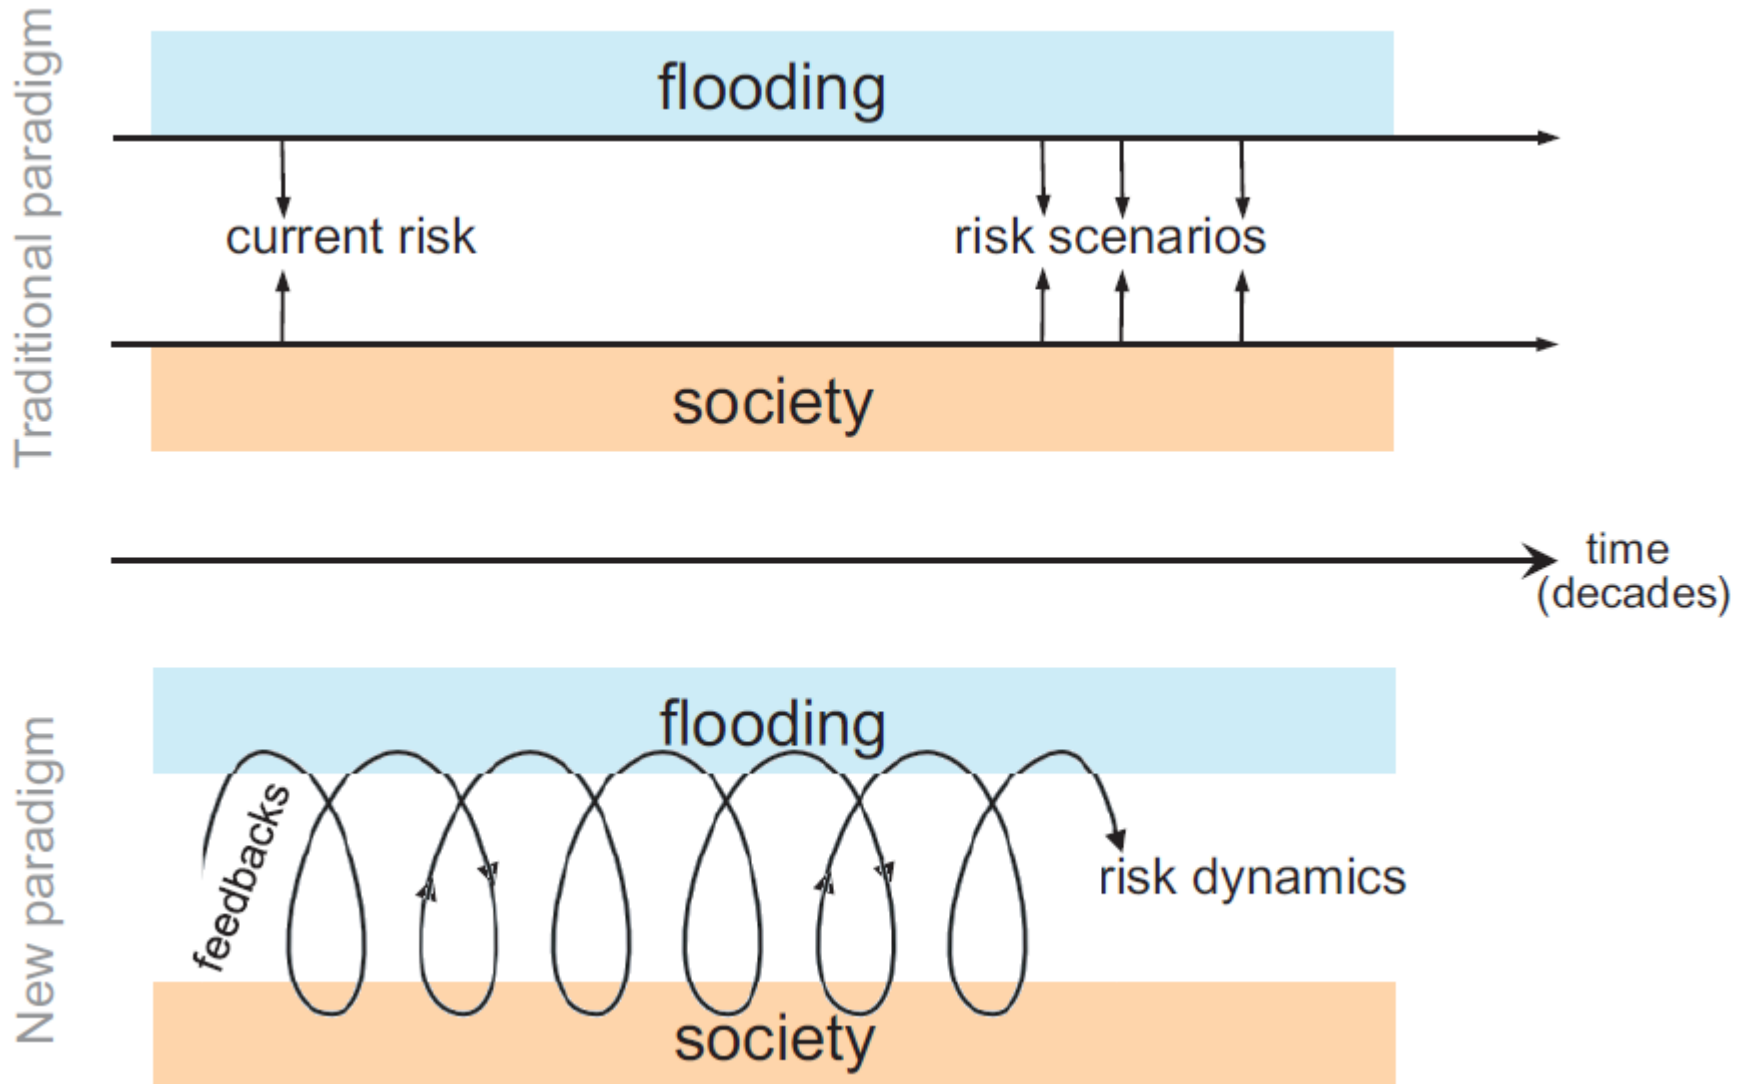 Traditional paradigm
flooding
current risk
risk scenarios
society
time
(decades)
New paradigm
flooding
feedbacks
risk dynamics
society